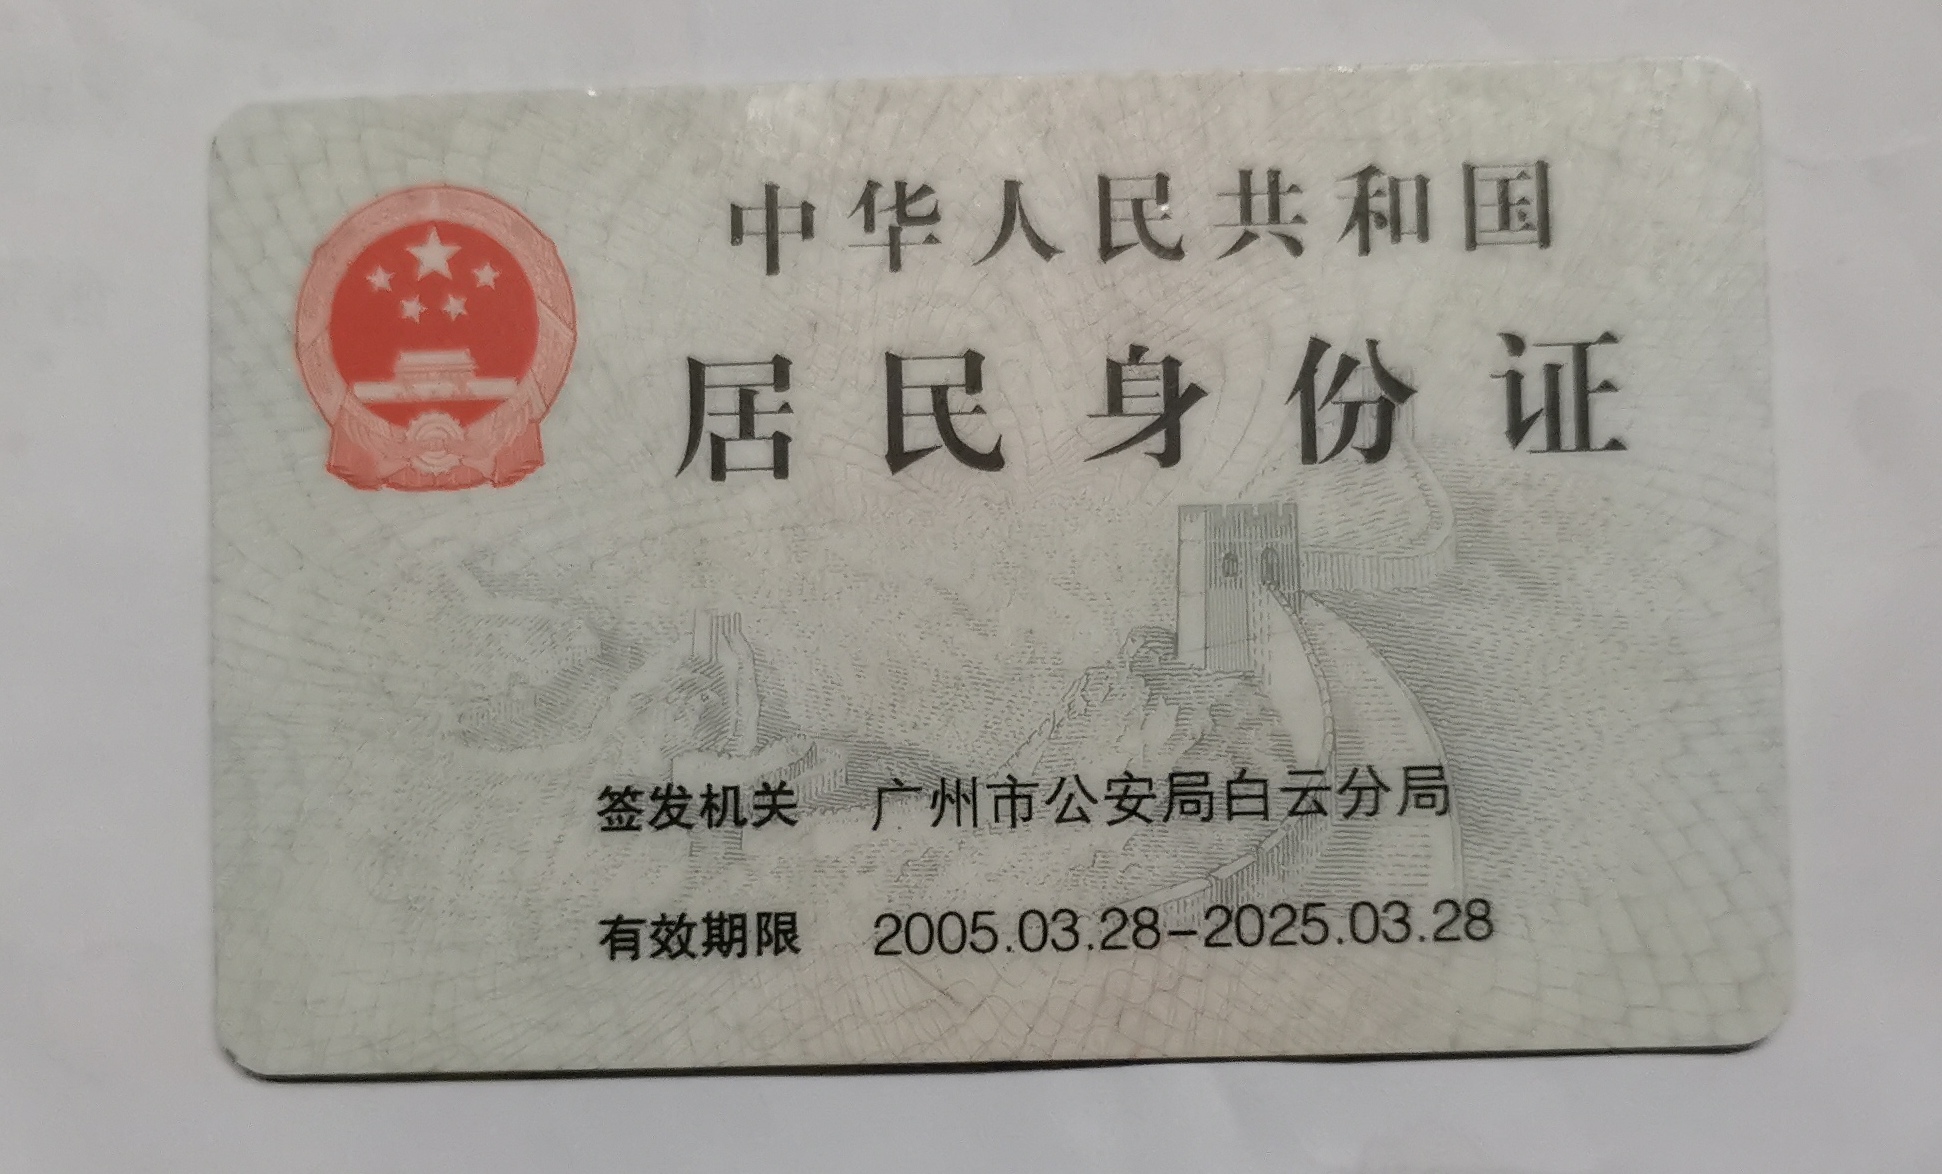 中华人民共和国
居民身份证
签发机关 广州市公安局白云分局
有效期限 2005.03.28-2025.03.28